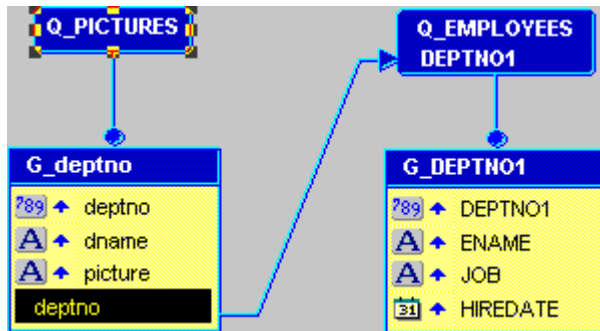 Q_PICTURES
Q_EMPLOYEES
DEPTNO1
G_deptno
789 deptno
A dname
A picture
deptno
G_DEPTNO1
789 DEPTNO1
A ENAME
A JOB
31 HIREDATE